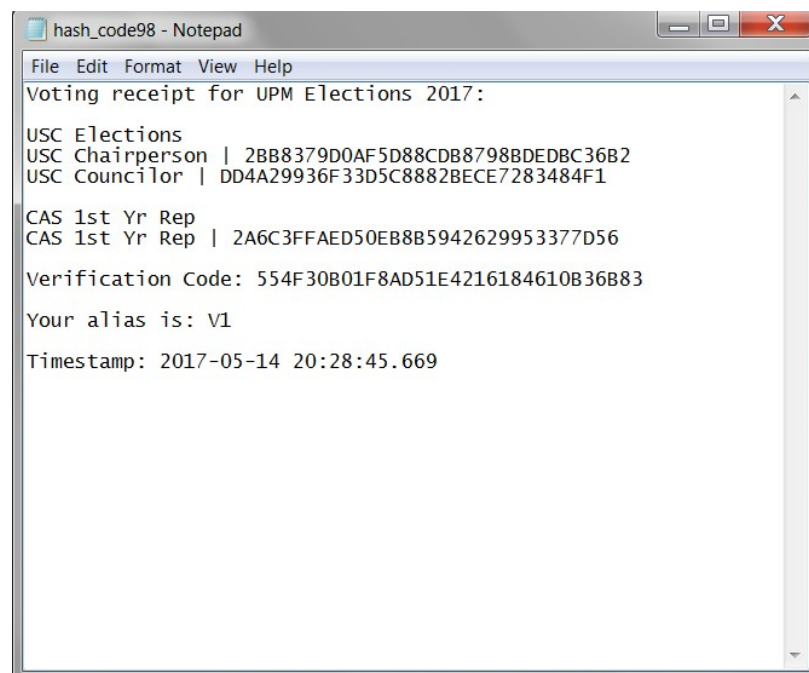 hash_code98 - Notepad
File Edit Format View Help
Voting receipt for UPM Elections 2017:
USC Elections
USC Chairperson | 2BB8379D0AF5D88CDB8798BDEDBC36B2
USC Councilor | DD4A29936F33D5C8882BECE7283484F1
CAS 1st Yr Rep
CAS 1st Yr Rep | 2A6C3FFAED50EB8B5942629953377D56
Verification Code: 554F30B01F8AD51E4216184610B36B83
Your alias is: V1
Timestamp: 2017-05-14 20:28:45.669